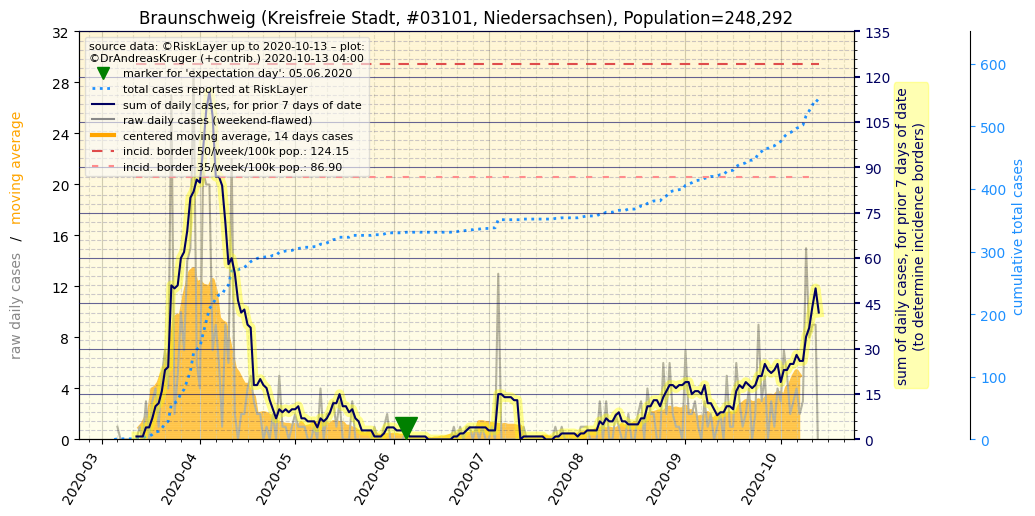 Braunschweig (Kreisfreie Stadt, #03101, Niedersachsen), Population=248,292
source data: ©RiskLayer up to 2020-10-13 – plot:
©DrAndreasKruger (+contrib.) 2020-10-13 04:00
marker for 'expectation day': 05.06.2020
total cases reported at RiskLayer
sum of daily cases, for prior 7 days of date
raw daily cases (weekend-flawed)
centered moving average, 14 days cases
incid. border 50/week/100k pop.: 124.15
incid. border 35/week/100k pop.: 86.90
raw daily cases / moving average
32
28
24
20
16
12
8
4
0
2020-03
2020-04
2020-05
2020-06
2020-07
2020-08
2020-09
2020-10
135
120
105
90
75
60
45
30
15
0
sum of daily cases, for prior 7 days of date
(to determine incidence borders)
600
500
400
300
200
100
0
cumulative total cases